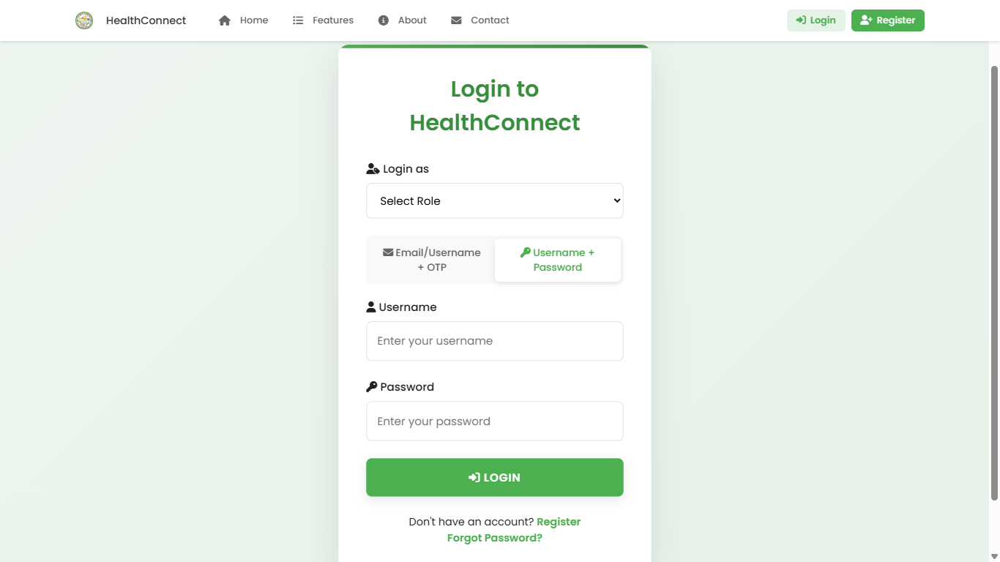 HealthConnect
Home
Features
About
Contact
Login
Register
Login to
HealthConnect
Login as
Select Role
Email/Username
+ OTP
Username +
Password
Username
Enter your username
Password
Enter your password
LOGIN
Don't have an account? Register
Forgot Password?